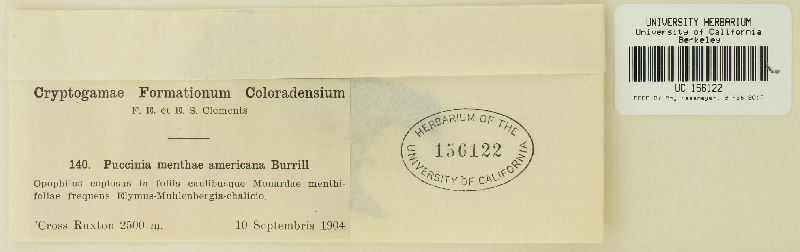 Cryptogamae Formationum Coloradensium
F. E. et E. S. Clements
140. Puccinia menthae americana Burrill
Opophilus copiosus in foliis caulibusque Monardae menthi-
foliae frequens Elymus-Muhlenbergia-chalicio.
'Cross Ruxton 2500 m. 10 Septembris 1904
HERBARIUM OF THE
156122
UNIVERSITY OF CALIFORNIA
UNIVERSITY HERBARIUM
University of California
Berkeley
UC 156122